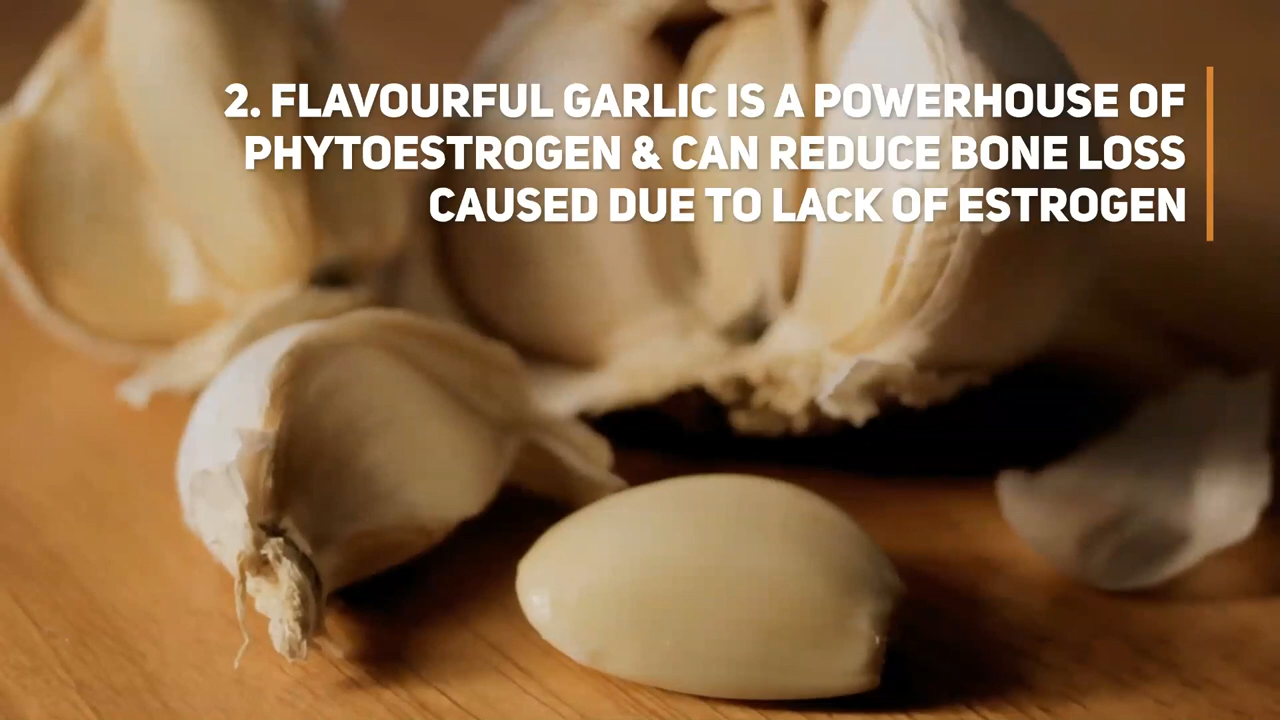 2. FLAVOURFUL GARLIC IS A POWERHOUSE OF
PHYTOESTROGEN & CAN REDUCE BONE LOSS
CAUSED DUE TO LACK OF ESTROGEN